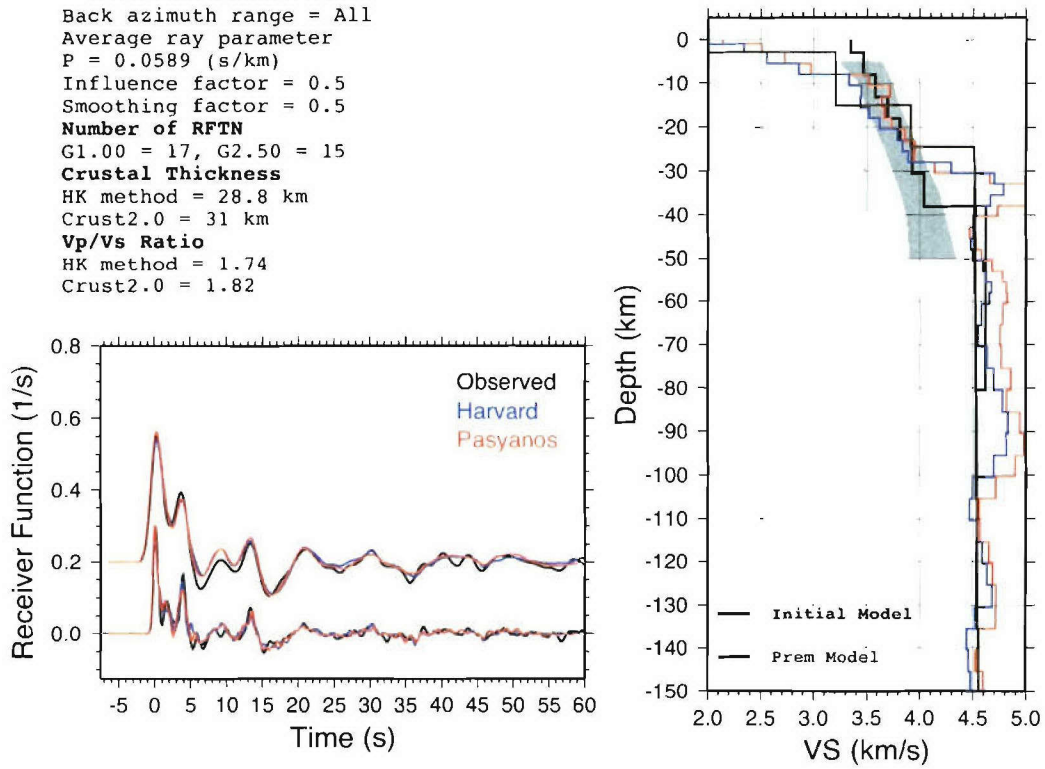 Back azimuth range = All
Average ray parameter
P = 0.0589 (s/km)
Influence factor = 0.5
Smoothing factor = 0.5
Number of RFTN
G1.00 = 17, G2.50 = 15
Crustal Thickness
HK method = 28.8 km
Crust2.0 = 31 km
Vp/Vs Ratio
HK method = 1.74
Crust2.0 = 1.82
Receiver Function (1/s)
0.8
0.6
0.4
0.2
0.0
Observed
Harvard
Pasyanos
-5 0 5 10 15 20 25 30 35 40 45 50 55 60
Time (s)
Depth (km)
0
-10
-20
-30
-40
-50
-60
-70
-80
-90
-100
-110
-120
-130
-140
-150
Initial Model
Prem Model
2.0 2.5 3.0 3.5 4.0 4.5 5.0
VS (km/s)